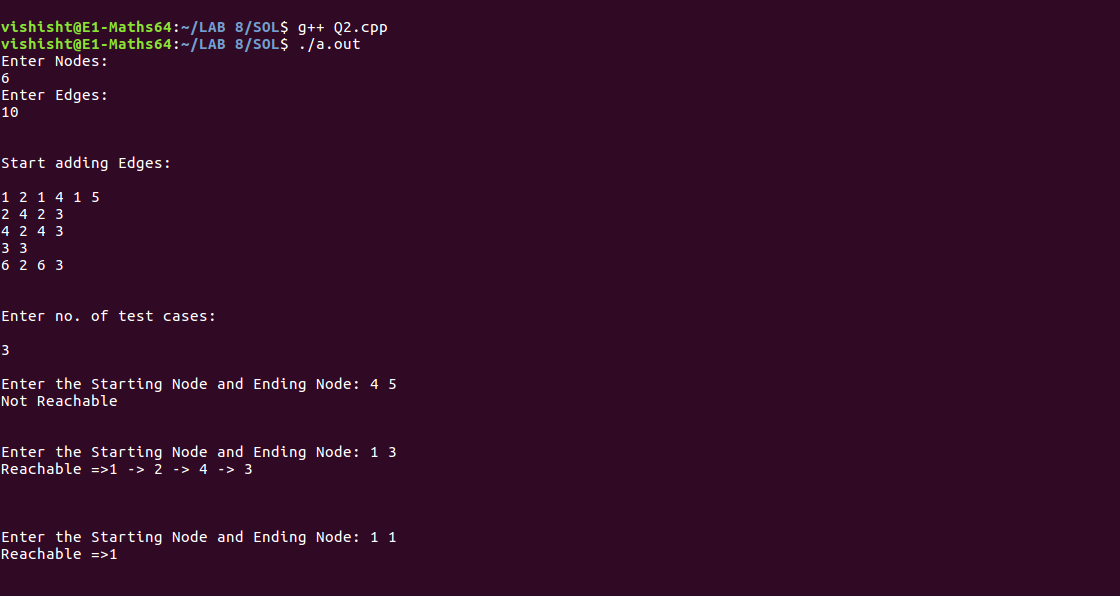 vishisht@E1-Maths64:~/LAB 8/SOL$ g++ Q2.cpp
vishisht@E1-Maths64:~/LAB 8/SOL$ ./a.out
Enter Nodes:
6
Enter Edges:
10
Start adding Edges:
1 2 1 4 1 5
2 4 2 3
4 2 4 3
3 3
6 2 6 3
Enter no. of test cases:
3
Enter the Starting Node and Ending Node: 4 5
Not Reachable
Enter the Starting Node and Ending Node: 1 3
Reachable =>1 -> 2 -> 4 -> 3
Enter the Starting Node and Ending Node: 1 1
Reachable =>1